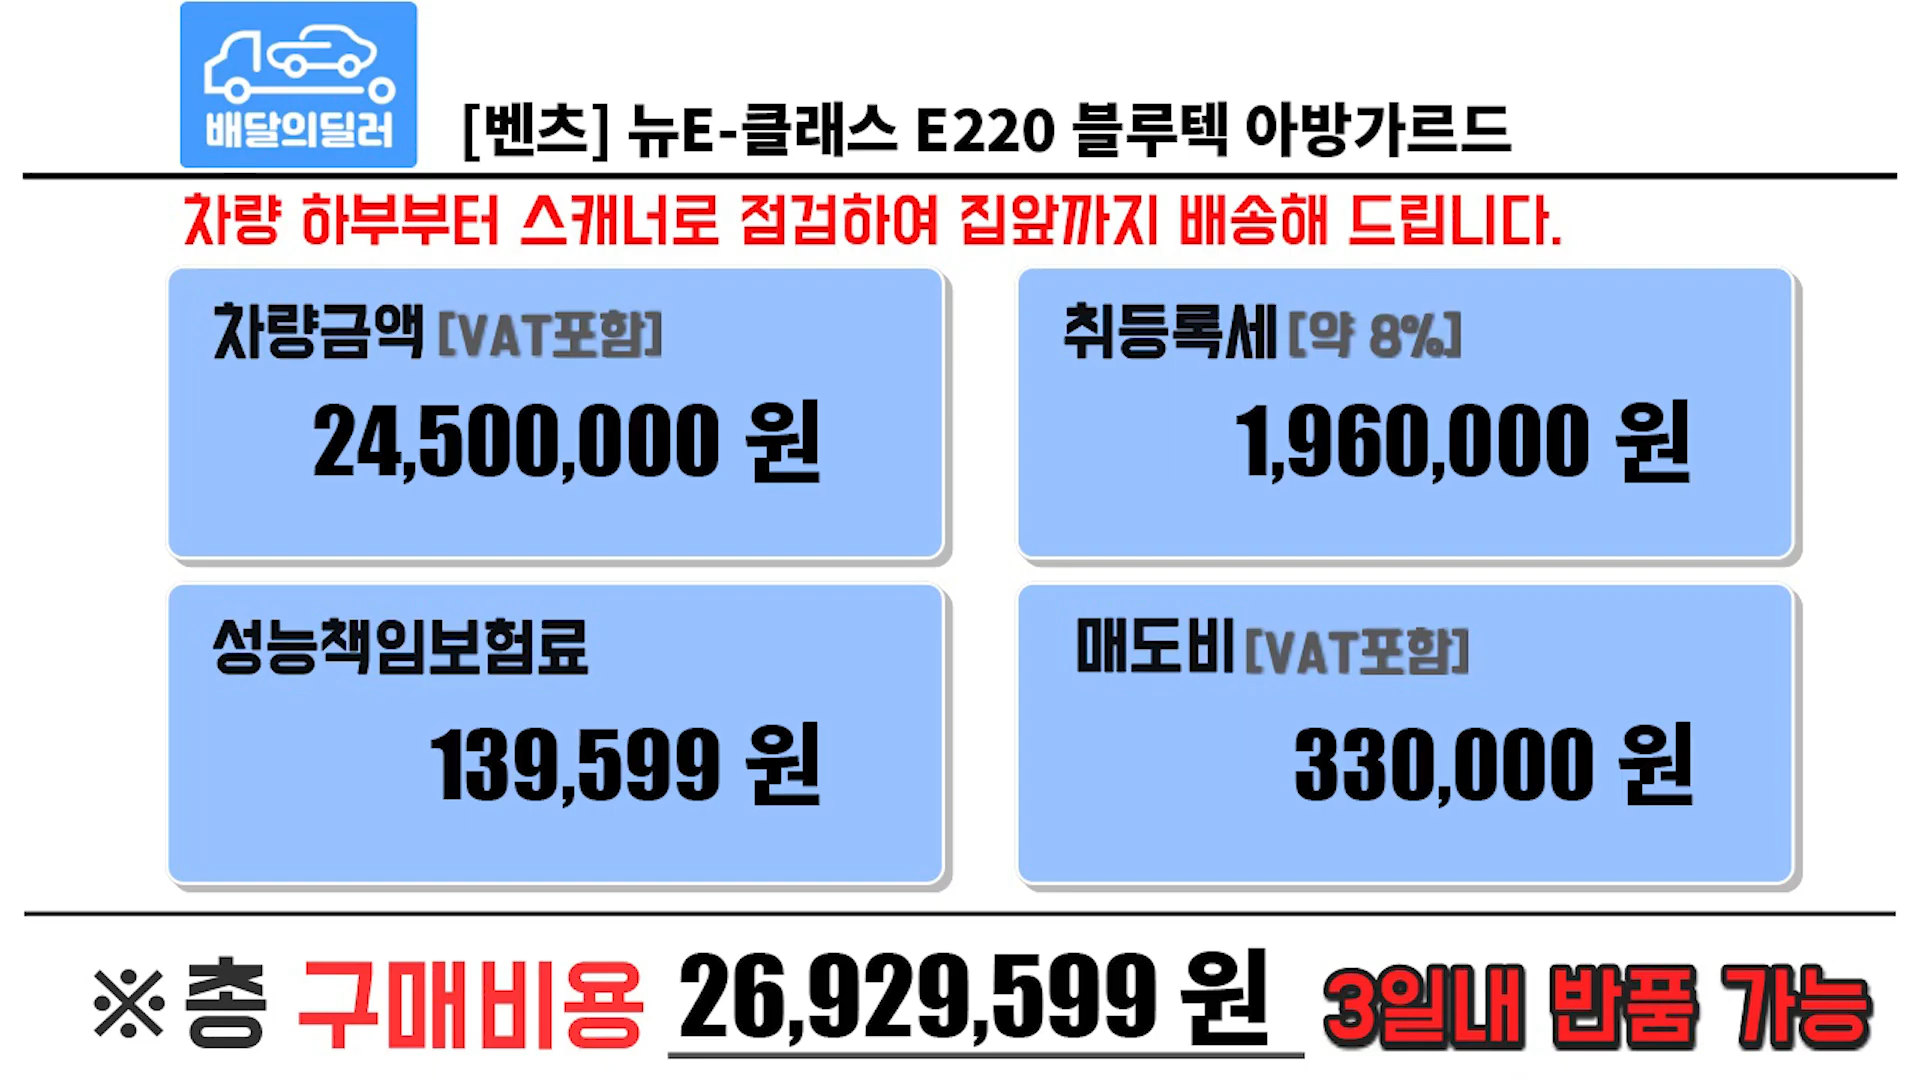 배달의딜러
[벤츠] 뉴E-클래스 E220 블루텍 아방가르드
차량 하부부터 스캐너로 점검하여 집앞까지 배송해 드립니다.
차량금액 [VAT포함]
24,500,000 원
취등록세 [약 8%]
1,960,000 원
성능책임보험료
139,599 원
매도비 [VAT포함]
330,000 원
※총 구매비용 26,929,599 원 3일내 반품 가능